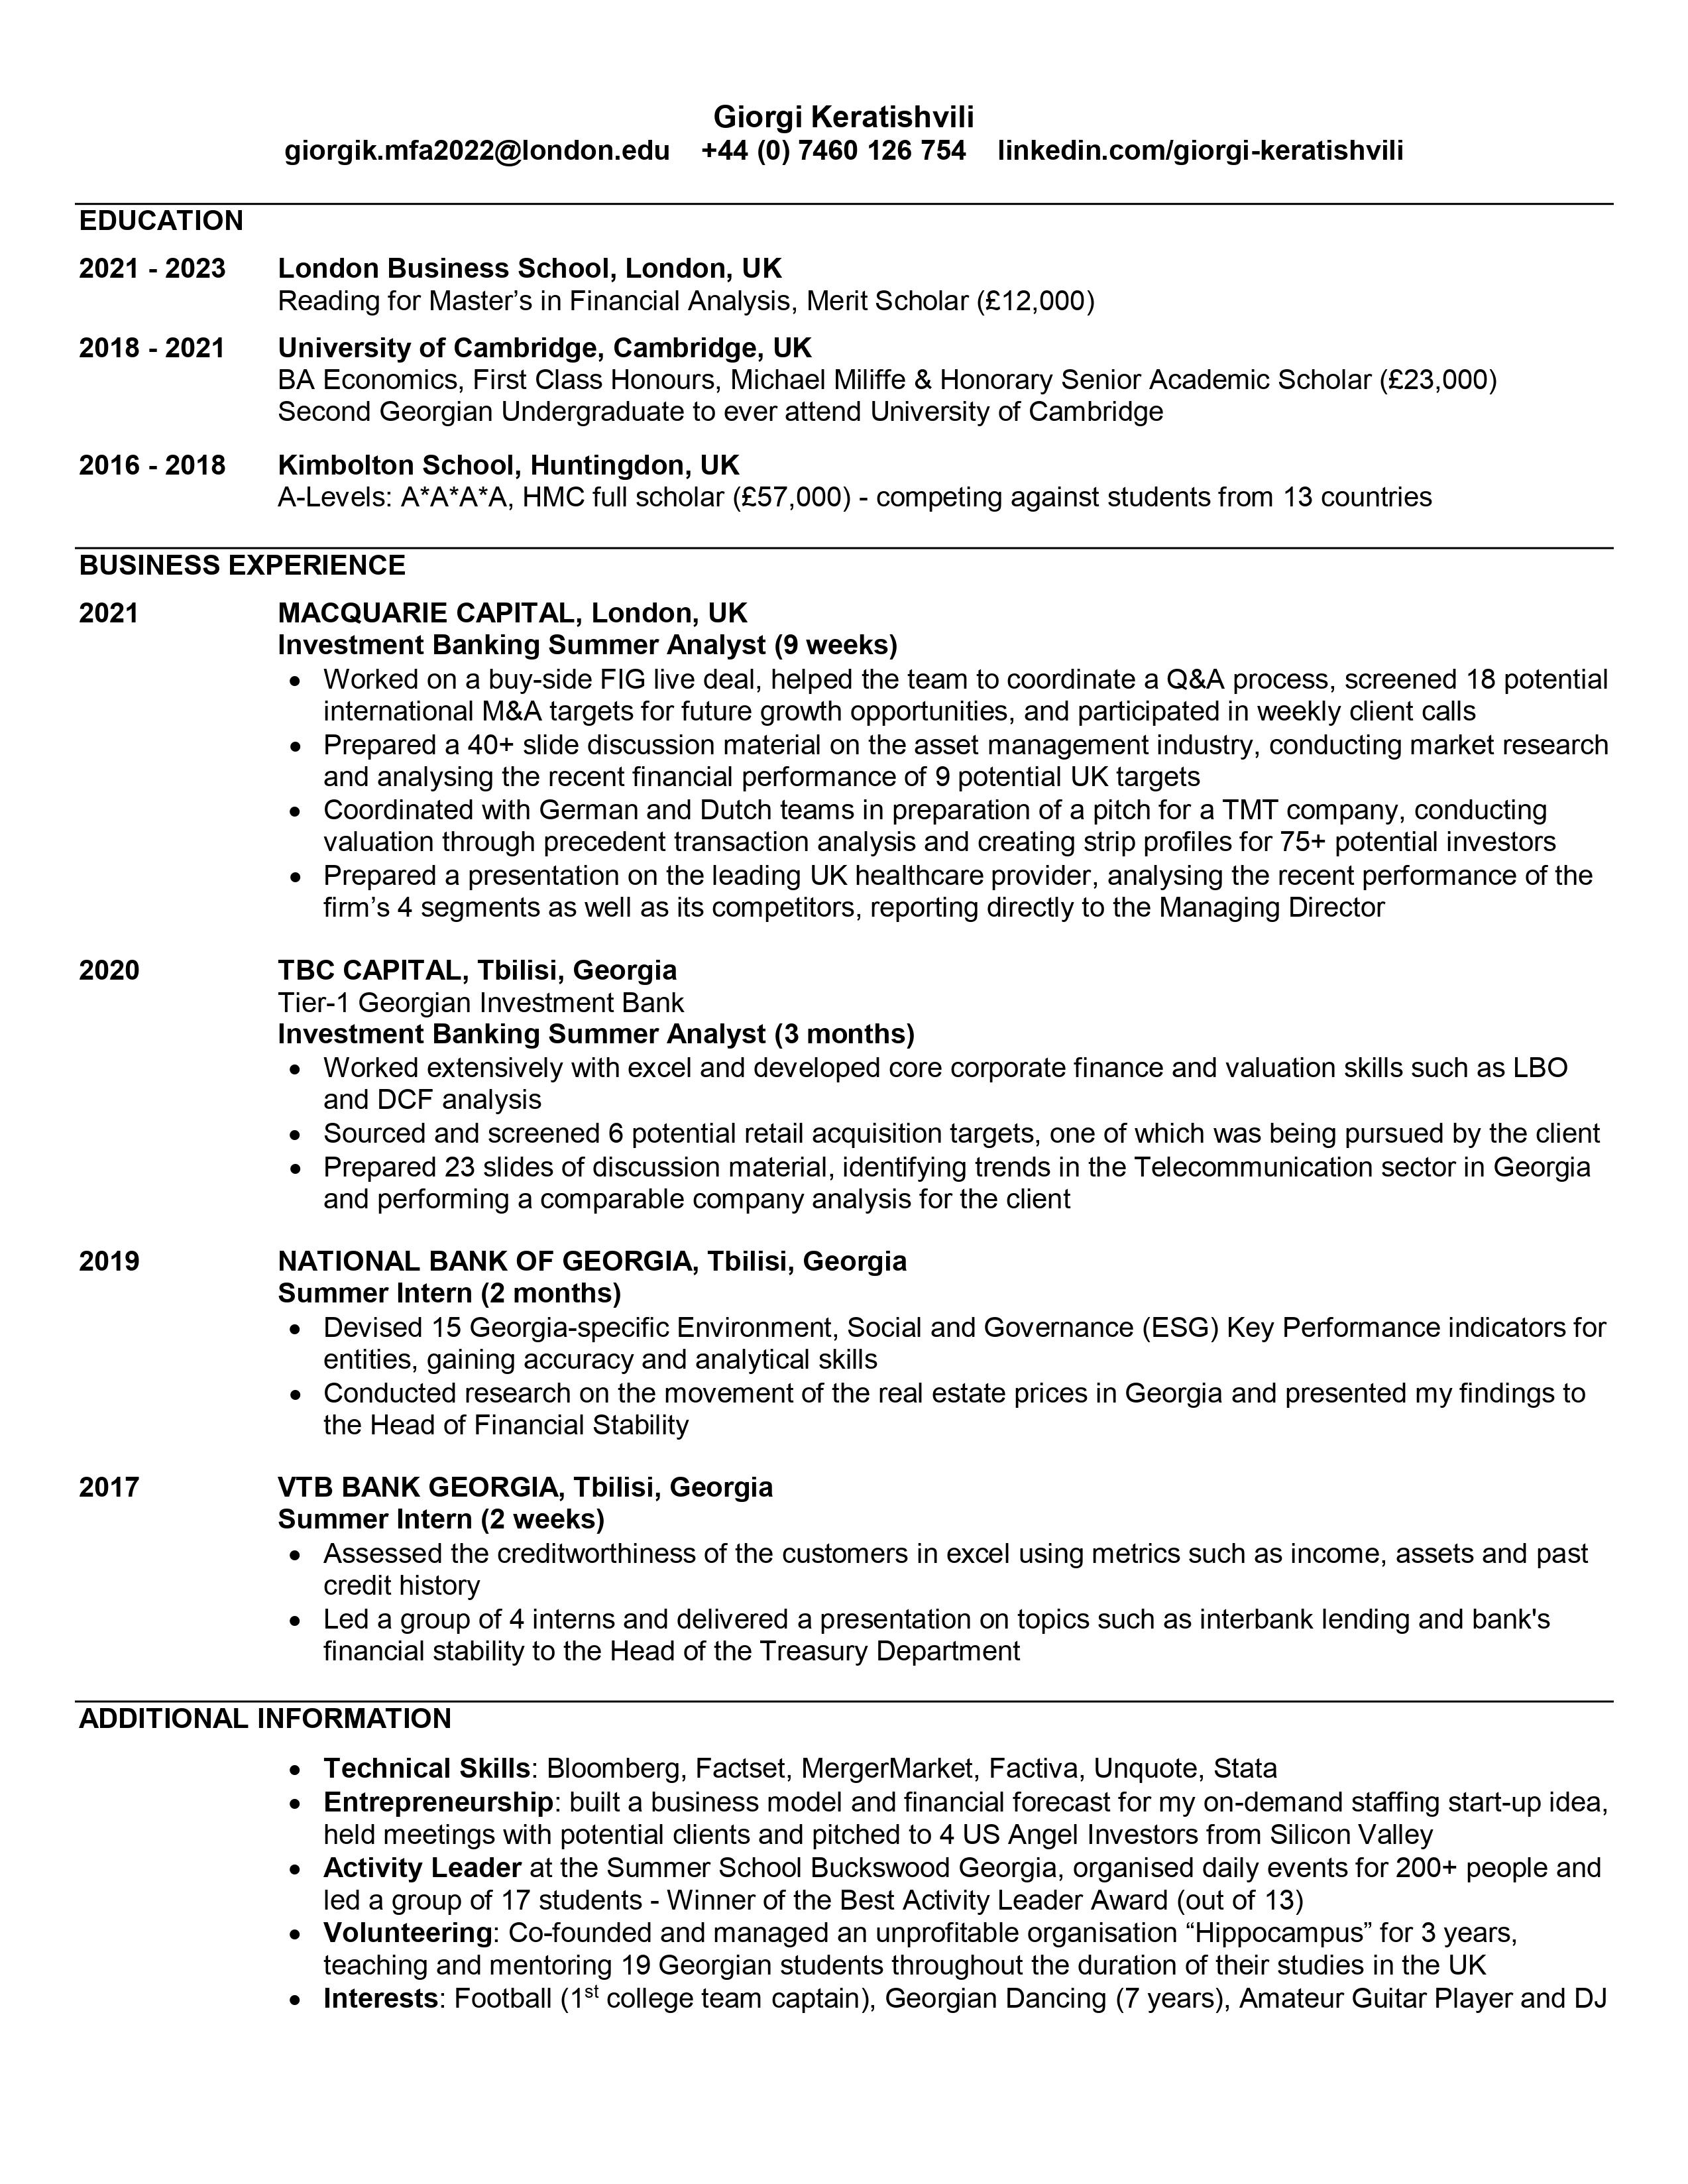 Giorgi Keratishvili
giorgik.mfa2022@london.edu +44 (0) 7460 126 754 linkedin.com/giorgi-keratishvili
EDUCATION
2021 - 2023 London Business School, London, UK
Reading for Master’s in Financial Analysis, Merit Scholar (£12,000)
2018 - 2021 University of Cambridge, Cambridge, UK
BA Economics, First Class Honours, Michael Miliffe & Honorary Senior Academic Scholar (£23,000)
Second Georgian Undergraduate to ever attend University of Cambridge
2016 - 2018 Kimbolton School, Huntingdon, UK
A-Levels: A*A*A*A, HMC full scholar (£57,000) - competing against students from 13 countries
BUSINESS EXPERIENCE
2021 MACQUARIE CAPITAL, London, UK
Investment Banking Summer Analyst (9 weeks)
• Worked on a buy-side FIG live deal, helped the team to coordinate a Q&A process, screened 18 potential
international M&A targets for future growth opportunities, and participated in weekly client calls
• Prepared a 40+ slide discussion material on the asset management industry, conducting market research
and analysing the recent financial performance of 9 potential UK targets
• Coordinated with German and Dutch teams in preparation of a pitch for a TMT company, conducting
valuation through precedent transaction analysis and creating strip profiles for 75+ potential investors
• Prepared a presentation on the leading UK healthcare provider, analysing the recent performance of the
firm’s 4 segments as well as its competitors, reporting directly to the Managing Director
2020 TBC CAPITAL, Tbilisi, Georgia
Tier-1 Georgian Investment Bank
Investment Banking Summer Analyst (3 months)
• Worked extensively with excel and developed core corporate finance and valuation skills such as LBO
and DCF analysis
• Sourced and screened 6 potential retail acquisition targets, one of which was being pursued by the client
• Prepared 23 slides of discussion material, identifying trends in the Telecommunication sector in Georgia
and performing a comparable company analysis for the client
2019 NATIONAL BANK OF GEORGIA, Tbilisi, Georgia
Summer Intern (2 months)
• Devised 15 Georgia-specific Environment, Social and Governance (ESG) Key Performance indicators for
entities, gaining accuracy and analytical skills
• Conducted research on the movement of the real estate prices in Georgia and presented my findings to
the Head of Financial Stability
2017 VTB BANK GEORGIA, Tbilisi, Georgia
Summer Intern (2 weeks)
• Assessed the creditworthiness of the customers in excel using metrics such as income, assets and past
credit history
• Led a group of 4 interns and delivered a presentation on topics such as interbank lending and bank's
financial stability to the Head of the Treasury Department
ADDITIONAL INFORMATION
• Technical Skills: Bloomberg, Factset, MergerMarket, Factiva, Unquote, Stata
• Entrepreneurship: built a business model and financial forecast for my on-demand staffing start-up idea,
held meetings with potential clients and pitched to 4 US Angel Investors from Silicon Valley
• Activity Leader at the Summer School Buckswood Georgia, organised daily events for 200+ people and
led a group of 17 students - Winner of the Best Activity Leader Award (out of 13)
• Volunteering: Co-founded and managed an unprofitable organisation “Hippocampus” for 3 years,
teaching and mentoring 19 Georgian students throughout the duration of their studies in the UK
• Interests: Football (1st college team captain), Georgian Dancing (7 years), Amateur Guitar Player and DJ